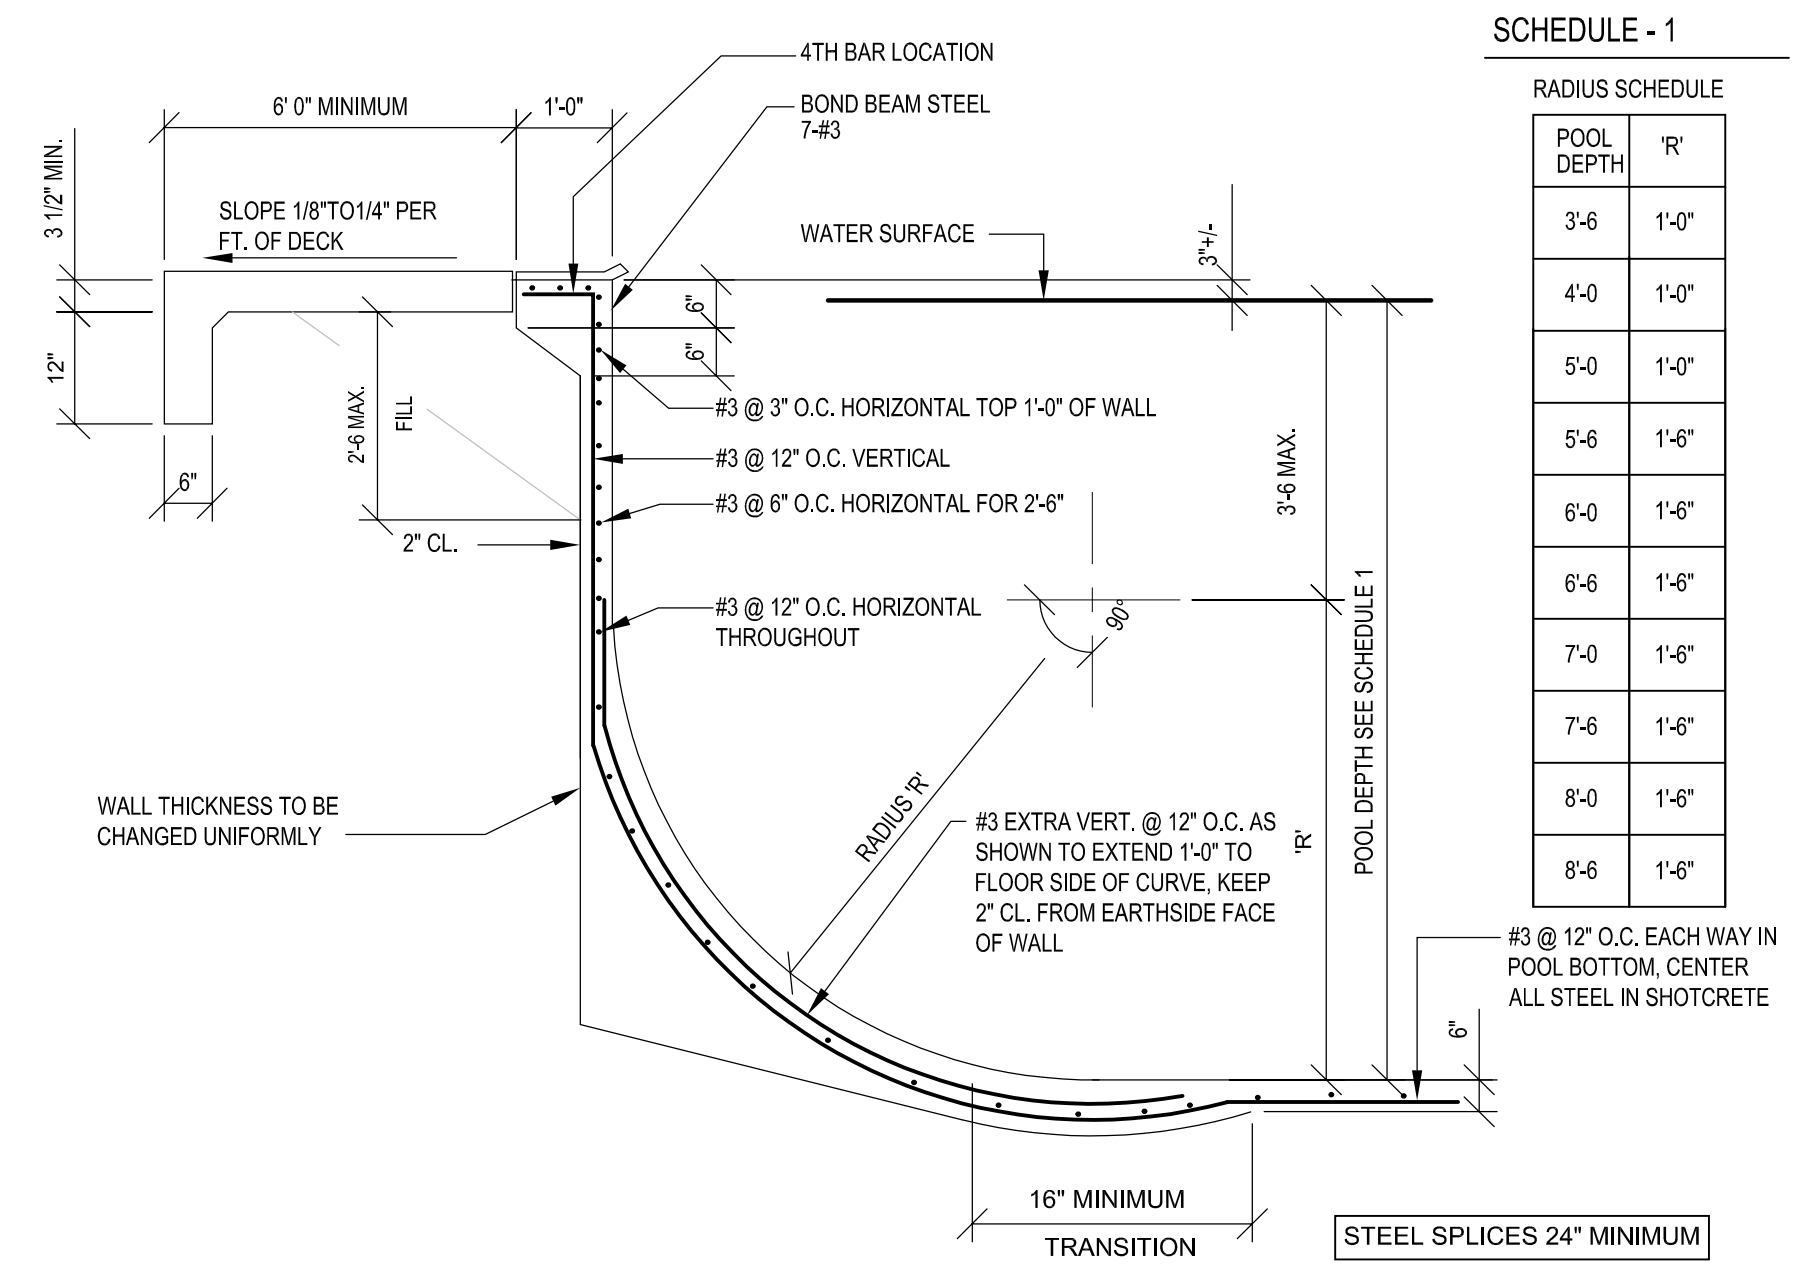 SCHEDULE - 1
RADIUS SCHEDULE
POOL DEPTH 'R'
3'-6 1'-0"
4'-0 1'-0"
5'-0 1'-0"
5'-6 1'-6"
6'-0 1'-6"
6'-6 1'-6"
7'-0 1'-6"
7'-6 1'-6"
8'-0 1'-6"
8'-6 1'-6"
4TH BAR LOCATION
BOND BEAM STEEL
7-#3
6' 0" MINIMUM
1'-0"
3 1/2" MIN.
SLOPE 1/8"TO1/4" PER
FT. OF DECK
WATER SURFACE
3"+/-
6"
6"
12"
6"
2'-6 MAX.
FILL
2" CL.
#3 @ 3" O.C. HORIZONTAL TOP 1'-0" OF WALL
#3 @ 12" O.C. VERTICAL
#3 @ 6" O.C. HORIZONTAL FOR 2'-6"
#3 @ 12" O.C. HORIZONTAL
THROUGHOUT
90°
3'-6 MAX.
POOL DEPTH SEE SCHEDULE 1
'R'
RADIUS 'R'
WALL THICKNESS TO BE
CHANGED UNIFORMLY
#3 EXTRA VERT. @ 12" O.C. AS
SHOWN TO EXTEND 1'-0" TO
FLOOR SIDE OF CURVE, KEEP
2" CL. FROM EARTHSIDE FACE
OF WALL
#3 @ 12" O.C. EACH WAY IN
POOL BOTTOM, CENTER
ALL STEEL IN SHOTCRETE
6"
16" MINIMUM
TRANSITION
STEEL SPLICES 24" MINIMUM